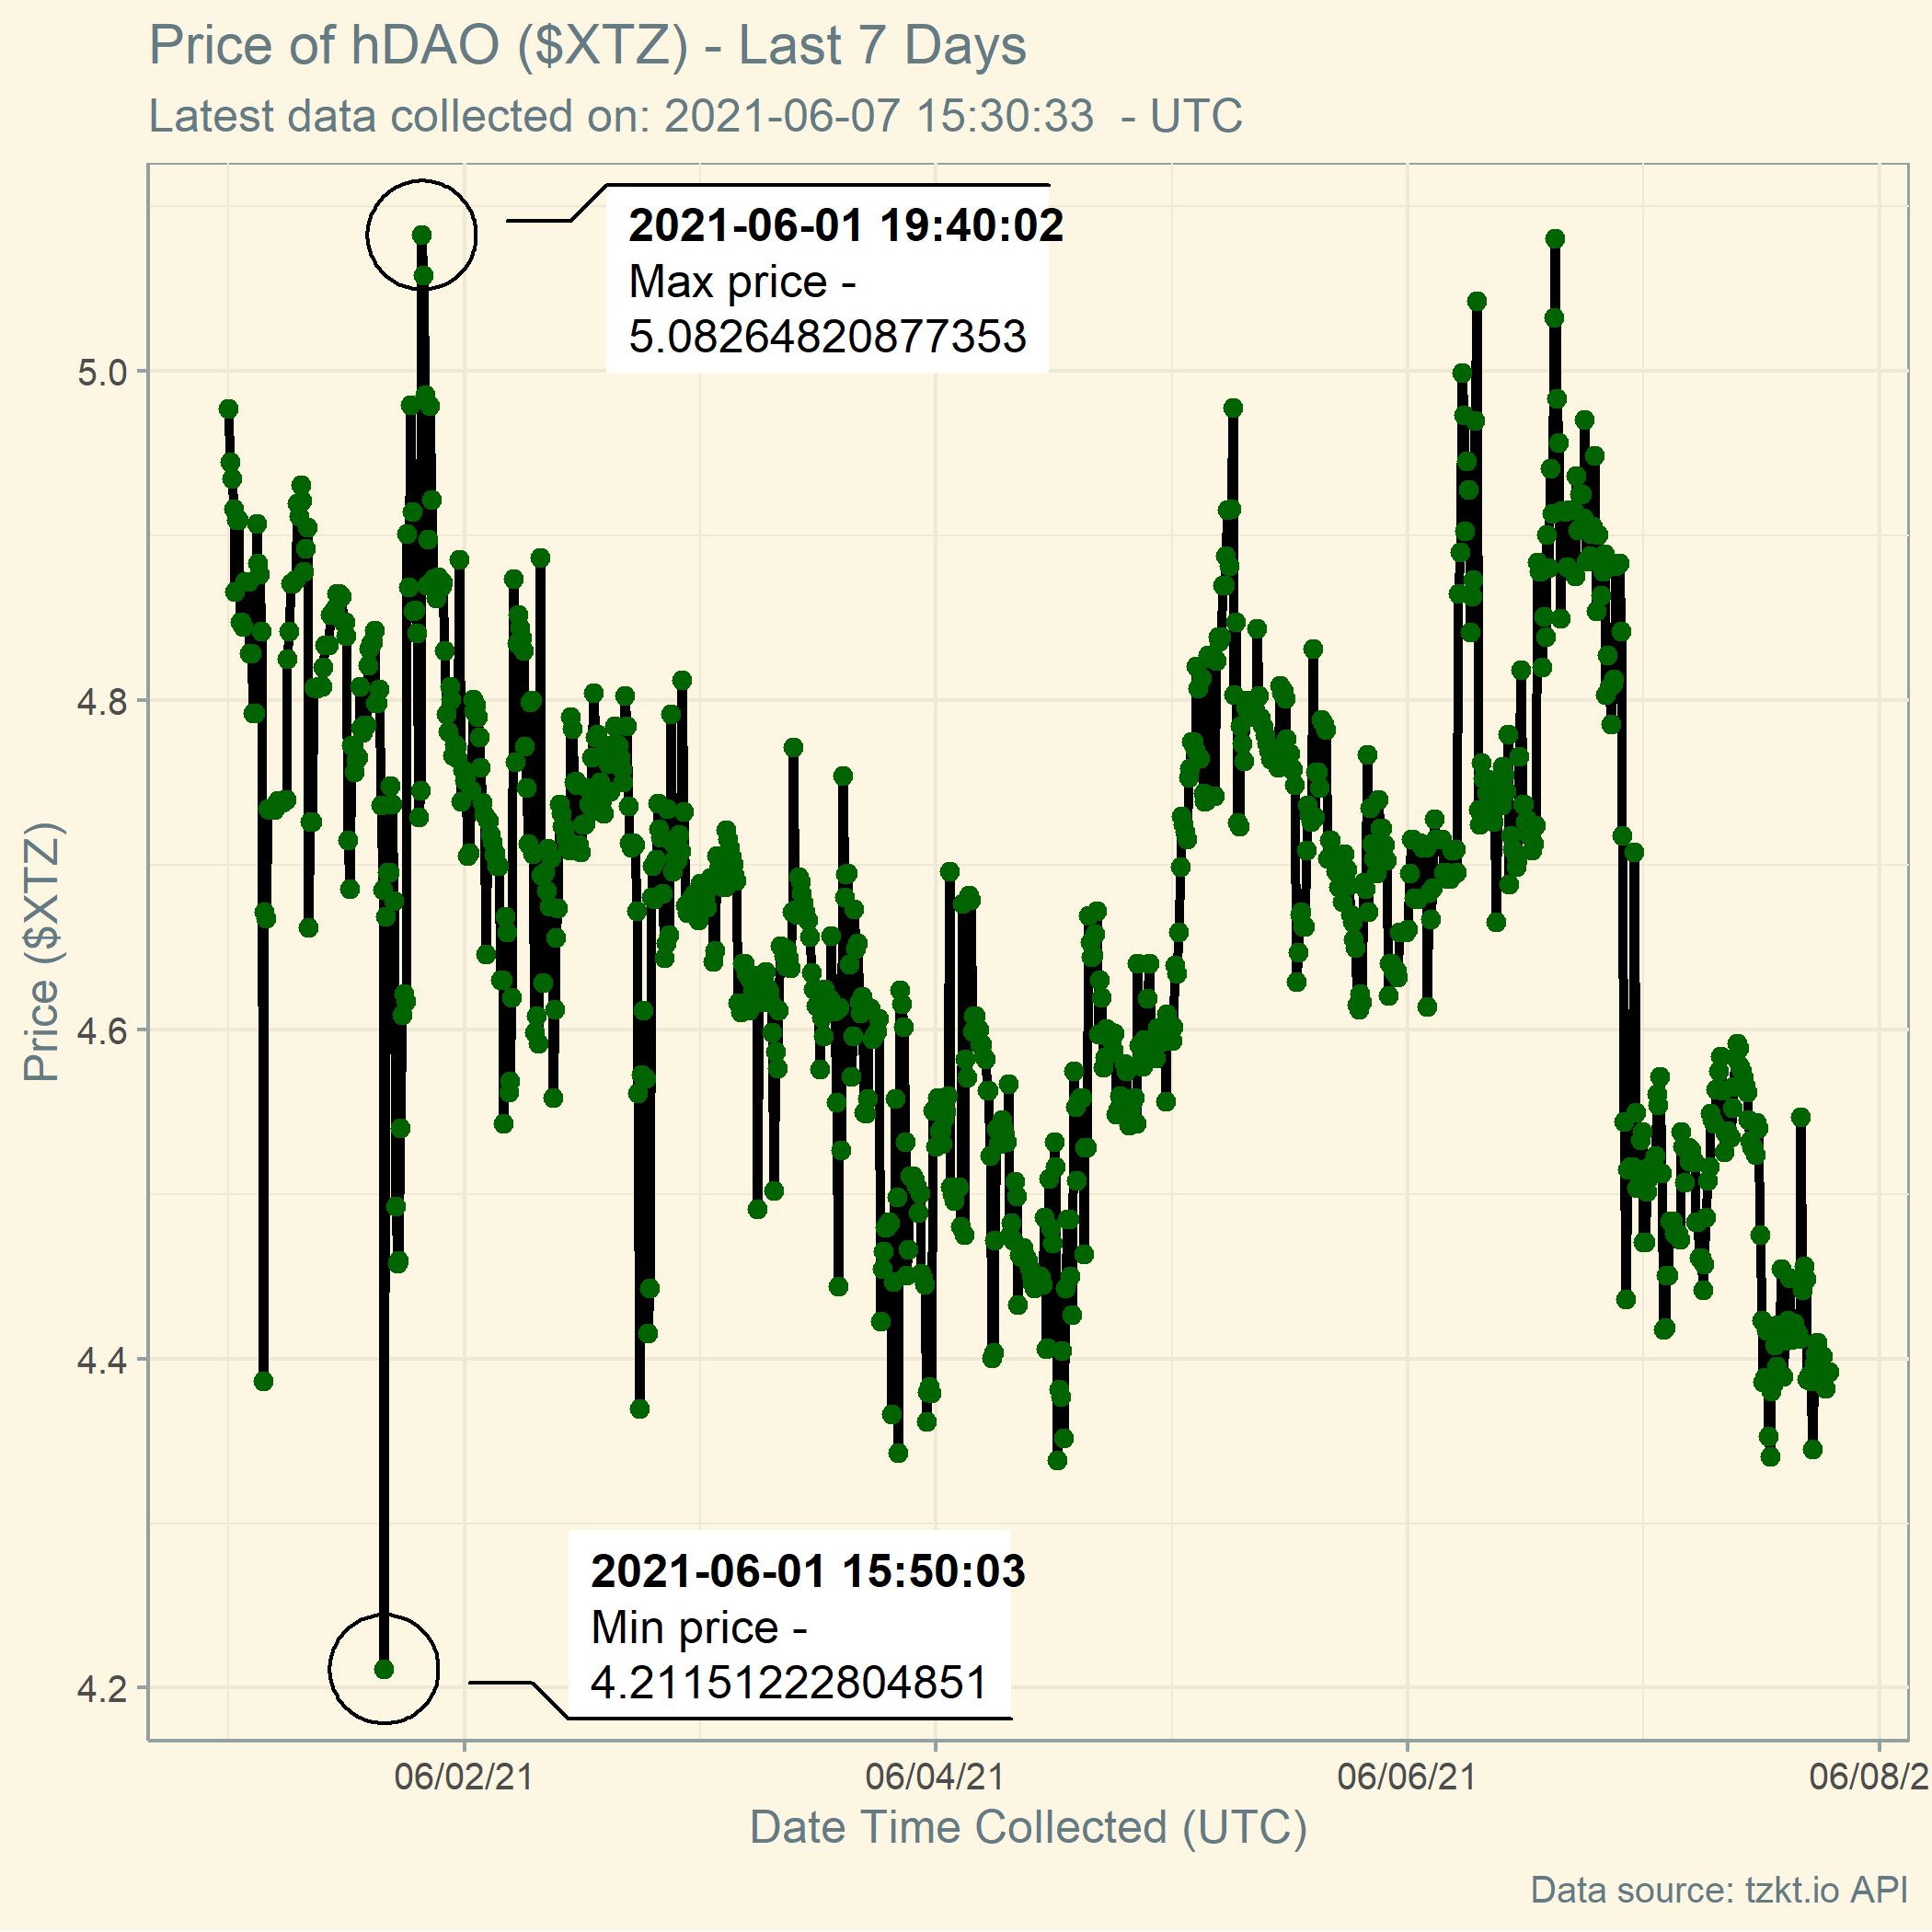 Price of hDAO ($XTZ) - Last 7 Days
Latest data collected on: 2021-06-07 15:30:33  - UTC
2021-06-01 19:40:02
Max price -
5.08264820877353
5.0
4.8
4.6
4.4
4.2
Price ($XTZ)
2021-06-01 15:50:03
Min price -
4.21151222804851
06/02/21
06/04/21
06/06/21
06/08/2
Date Time Collected (UTC)
Data source: tzkt.io API